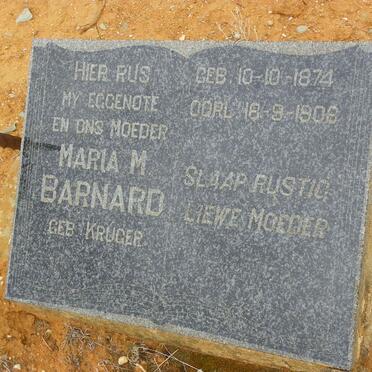 HIER RUS
MY EGGENOTE
EN ONS MOEDER
MARIA M
BARNARD
GEB KRUGER
GEB 10-10-1874
OORL 18-9-1906
SLAAP RUSTIG
LIEWE MOEDER